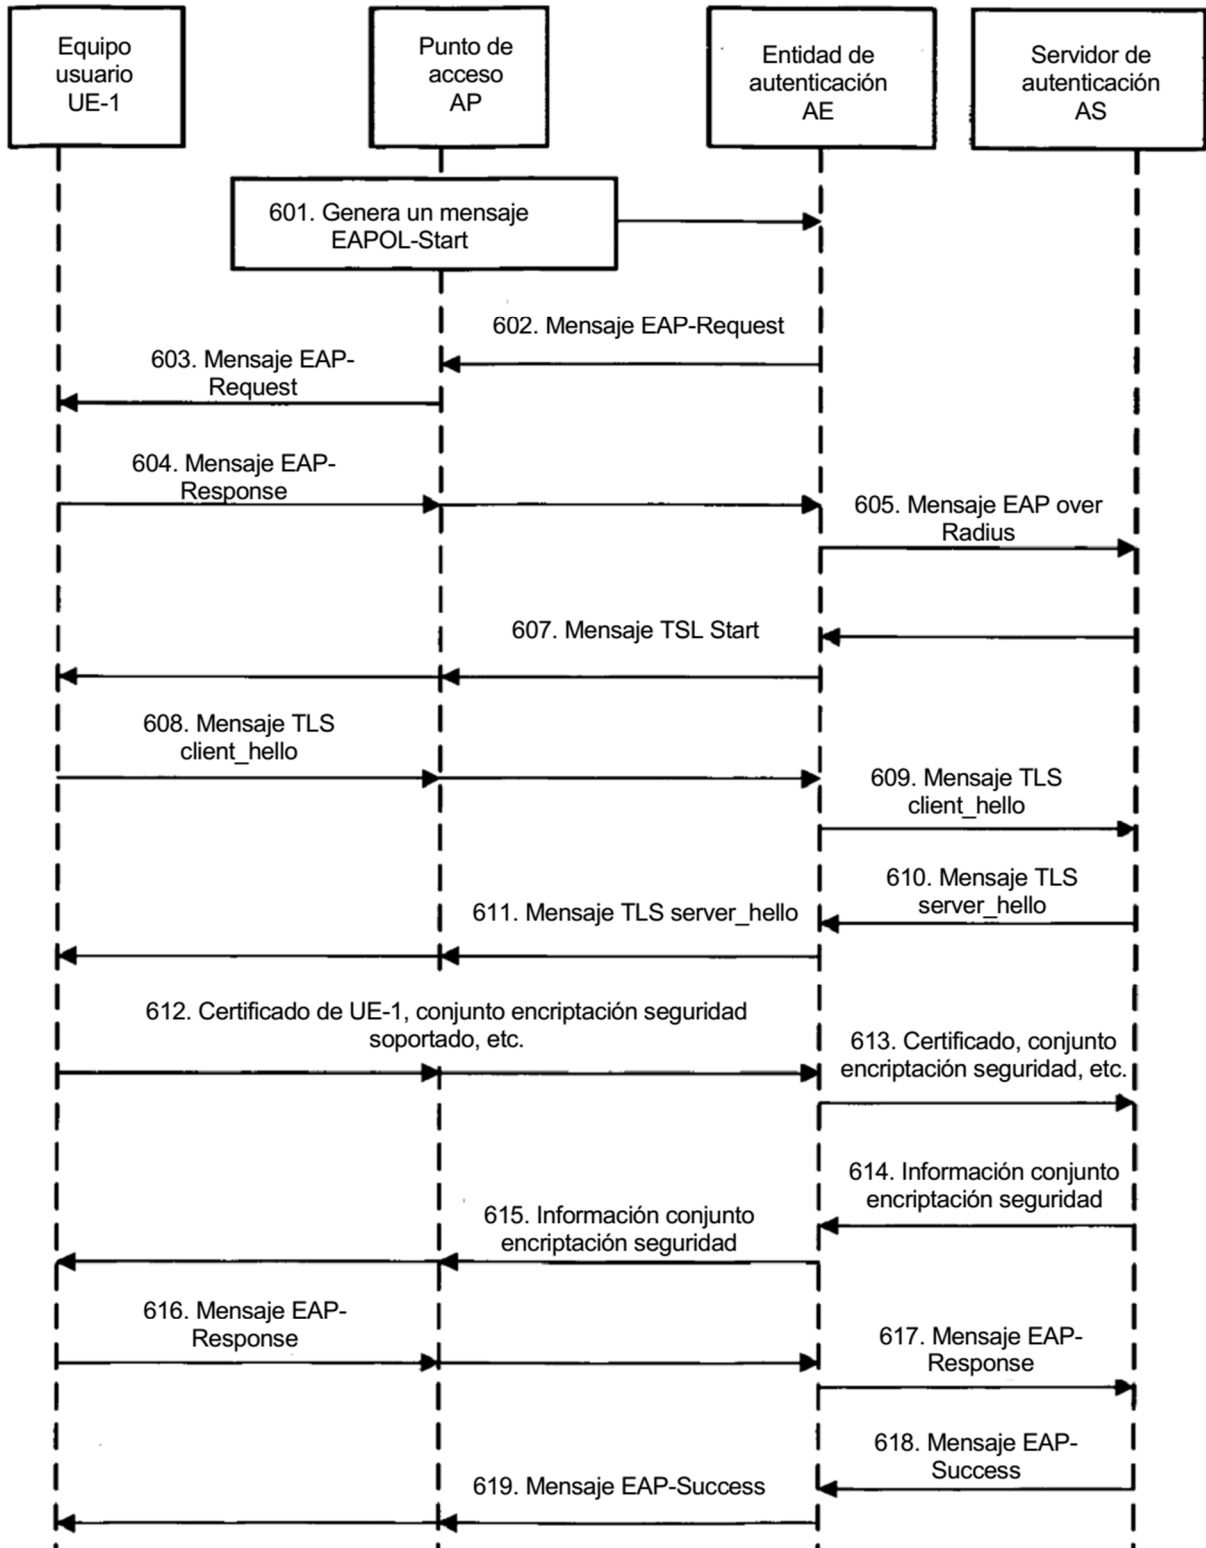 Equipo
usuario
UE-1
Punto de
acceso
AP
Entidad de
autenticación
AE
Servidor de
autenticación
AS
601. Genera un mensaje
EAPOL-Start
602. Mensaje EAP-Request
603. Mensaje EAP-
Request
604. Mensaje EAP-
Response
605. Mensaje EAP over
Radius
607. Mensaje TSL Start
608. Mensaje TLS
client_hello
609. Mensaje TLS
client_hello
610. Mensaje TLS
server_hello
611. Mensaje TLS server_hello
612. Certificado de UE-1, conjunto encriptación seguridad
soportado, etc.
613. Certificado, conjunto
encriptación seguridad, etc.
614. Información conjunto
encriptación seguridad
615. Información conjunto
encriptación seguridad
616. Mensaje EAP-
Response
617. Mensaje EAP-
Response
618. Mensaje EAP-
Success
619. Mensaje EAP-Success